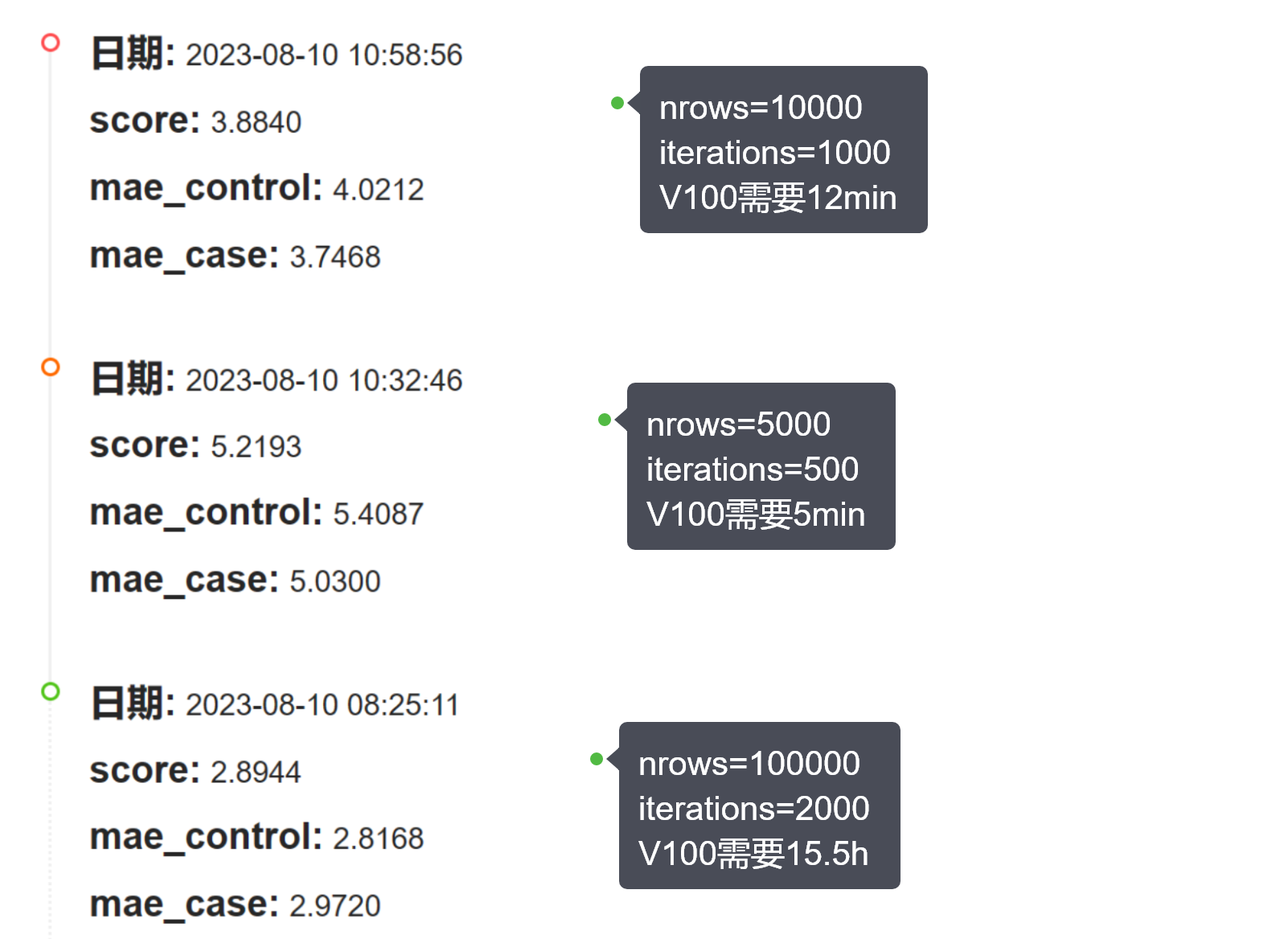 日期: 2023-08-10 10:58:56
score: 3.8840
mae_control: 4.0212
mae_case: 3.7468
nrows=10000
iterations=1000
V100需要12min
日期: 2023-08-10 10:32:46
score: 5.2193
mae_control: 5.4087
mae_case: 5.0300
nrows=5000
iterations=500
V100需要5min
日期: 2023-08-10 08:25:11
score: 2.8944
mae_control: 2.8168
mae_case: 2.9720
nrows=100000
iterations=2000
V100需要15.5h